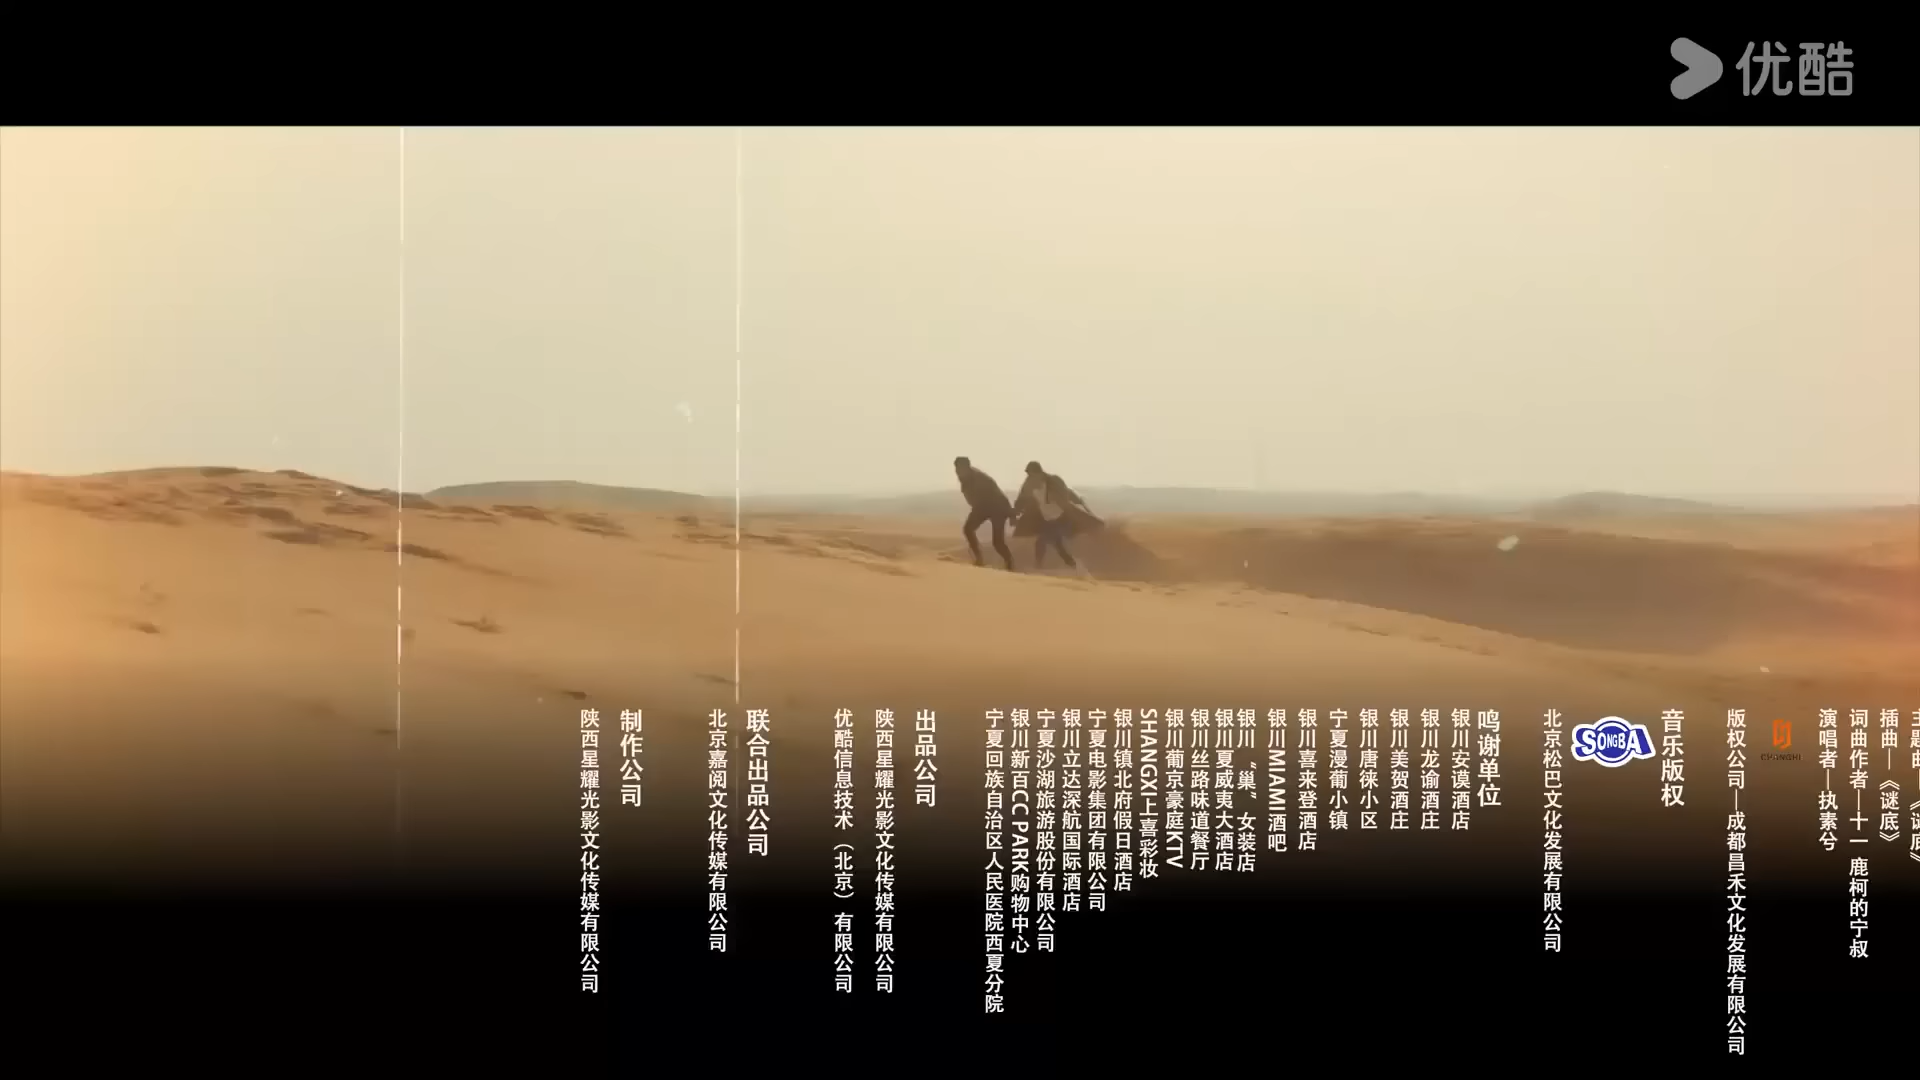 优酷
主题曲—《谜底》
插曲—《谜底》
词曲作者—十一 鹿柯的宁叔
演唱者—执素兮
CHANGHE
版权公司—成都昌禾文化发展有限公司
音乐版权
SONGBA
北京松巴文化发展有限公司
鸣谢单位
银川安谟酒店
银川龙谕酒庄
银川美贺酒庄
银川唐徕小区
宁夏漫葡小镇
银川喜来登酒店
银川MIAMI酒吧
银川“巢”女装店
银川夏威夷大酒店
银川丝路味道餐厅
银川葡京豪庭KTV
SHANGXI上喜彩妆
银川镇北府假日酒店
宁夏电影集团有限公司
银川立达深航国际酒店
宁夏沙湖旅游股份有限公司
银川新百CC PARK购物中心
宁夏回族自治区人民医院西夏分院
出品公司
陕西星耀光影文化传媒有限公司
优酷信息技术（北京）有限公司
联合出品公司
北京嘉阅文化传媒有限公司
制作公司
陕西星耀光影文化传媒有限公司